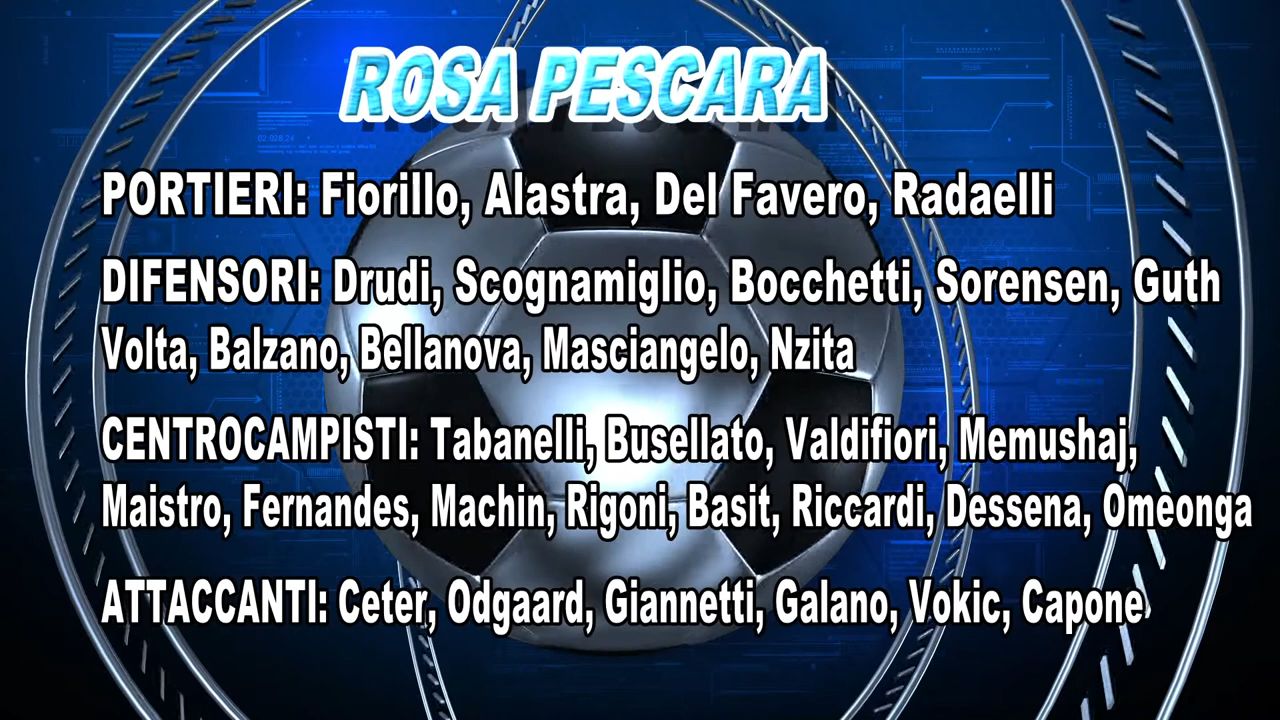 ROSA PESCARA
PORTIERI: Fiorillo, Alastra, Del Favero, Radaelli
DIFENSORI: Drudi, Scognamiglio, Bocchetti, Sorensen, Guth
Volta, Balzano, Bellanova, Masciangelo, Nzita
CENTROCAMPISTI: Tabanelli, Busellato, Valdifiori, Memushaj,
Maistro, Fernandes, Machin, Rigoni, Basit, Riccardi, Dessena, Omeonga
ATTACCANTI: Ceter, Odgaard, Giannetti, Galano, Vokic, Capone